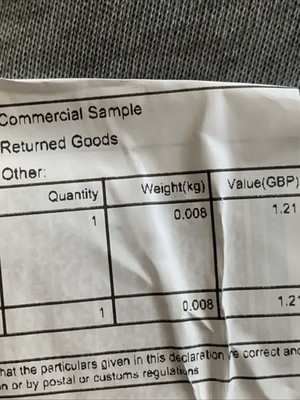 Commercial Sample
Returned Goods
Other:
Quantity Weight(kg) Value(GBP)
1 0.008 1.21
1 0.008 1.21
hat the particulars given in this declaration are correct and
n or by postal or customs regulations